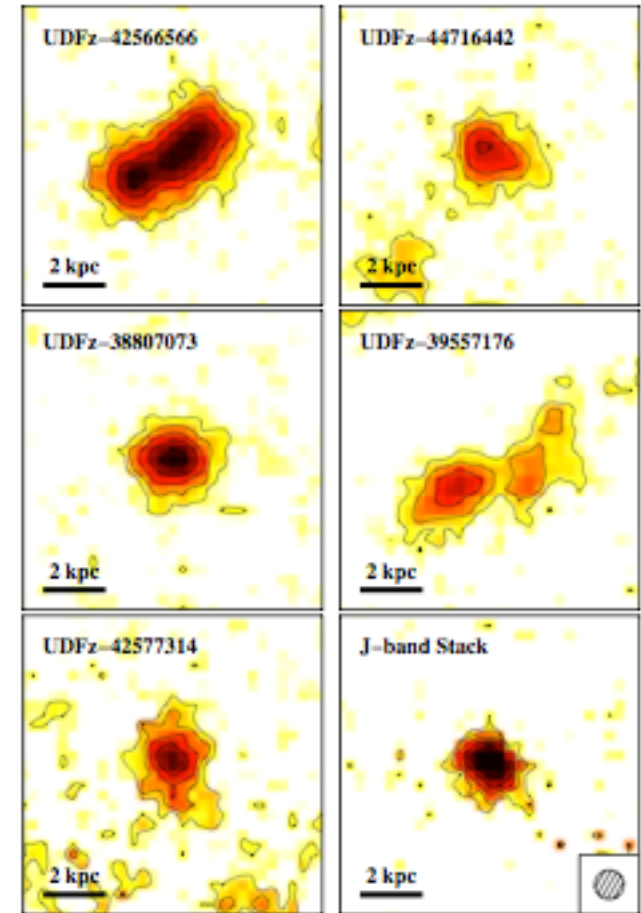 UDFz–42566566
2 kpc
UDFz–44716442
2 kpc
UDFz–38807073
2 kpc
UDFz–39557176
2 kpc
UDFz–42577314
2 kpc
J–band Stack
2 kpc